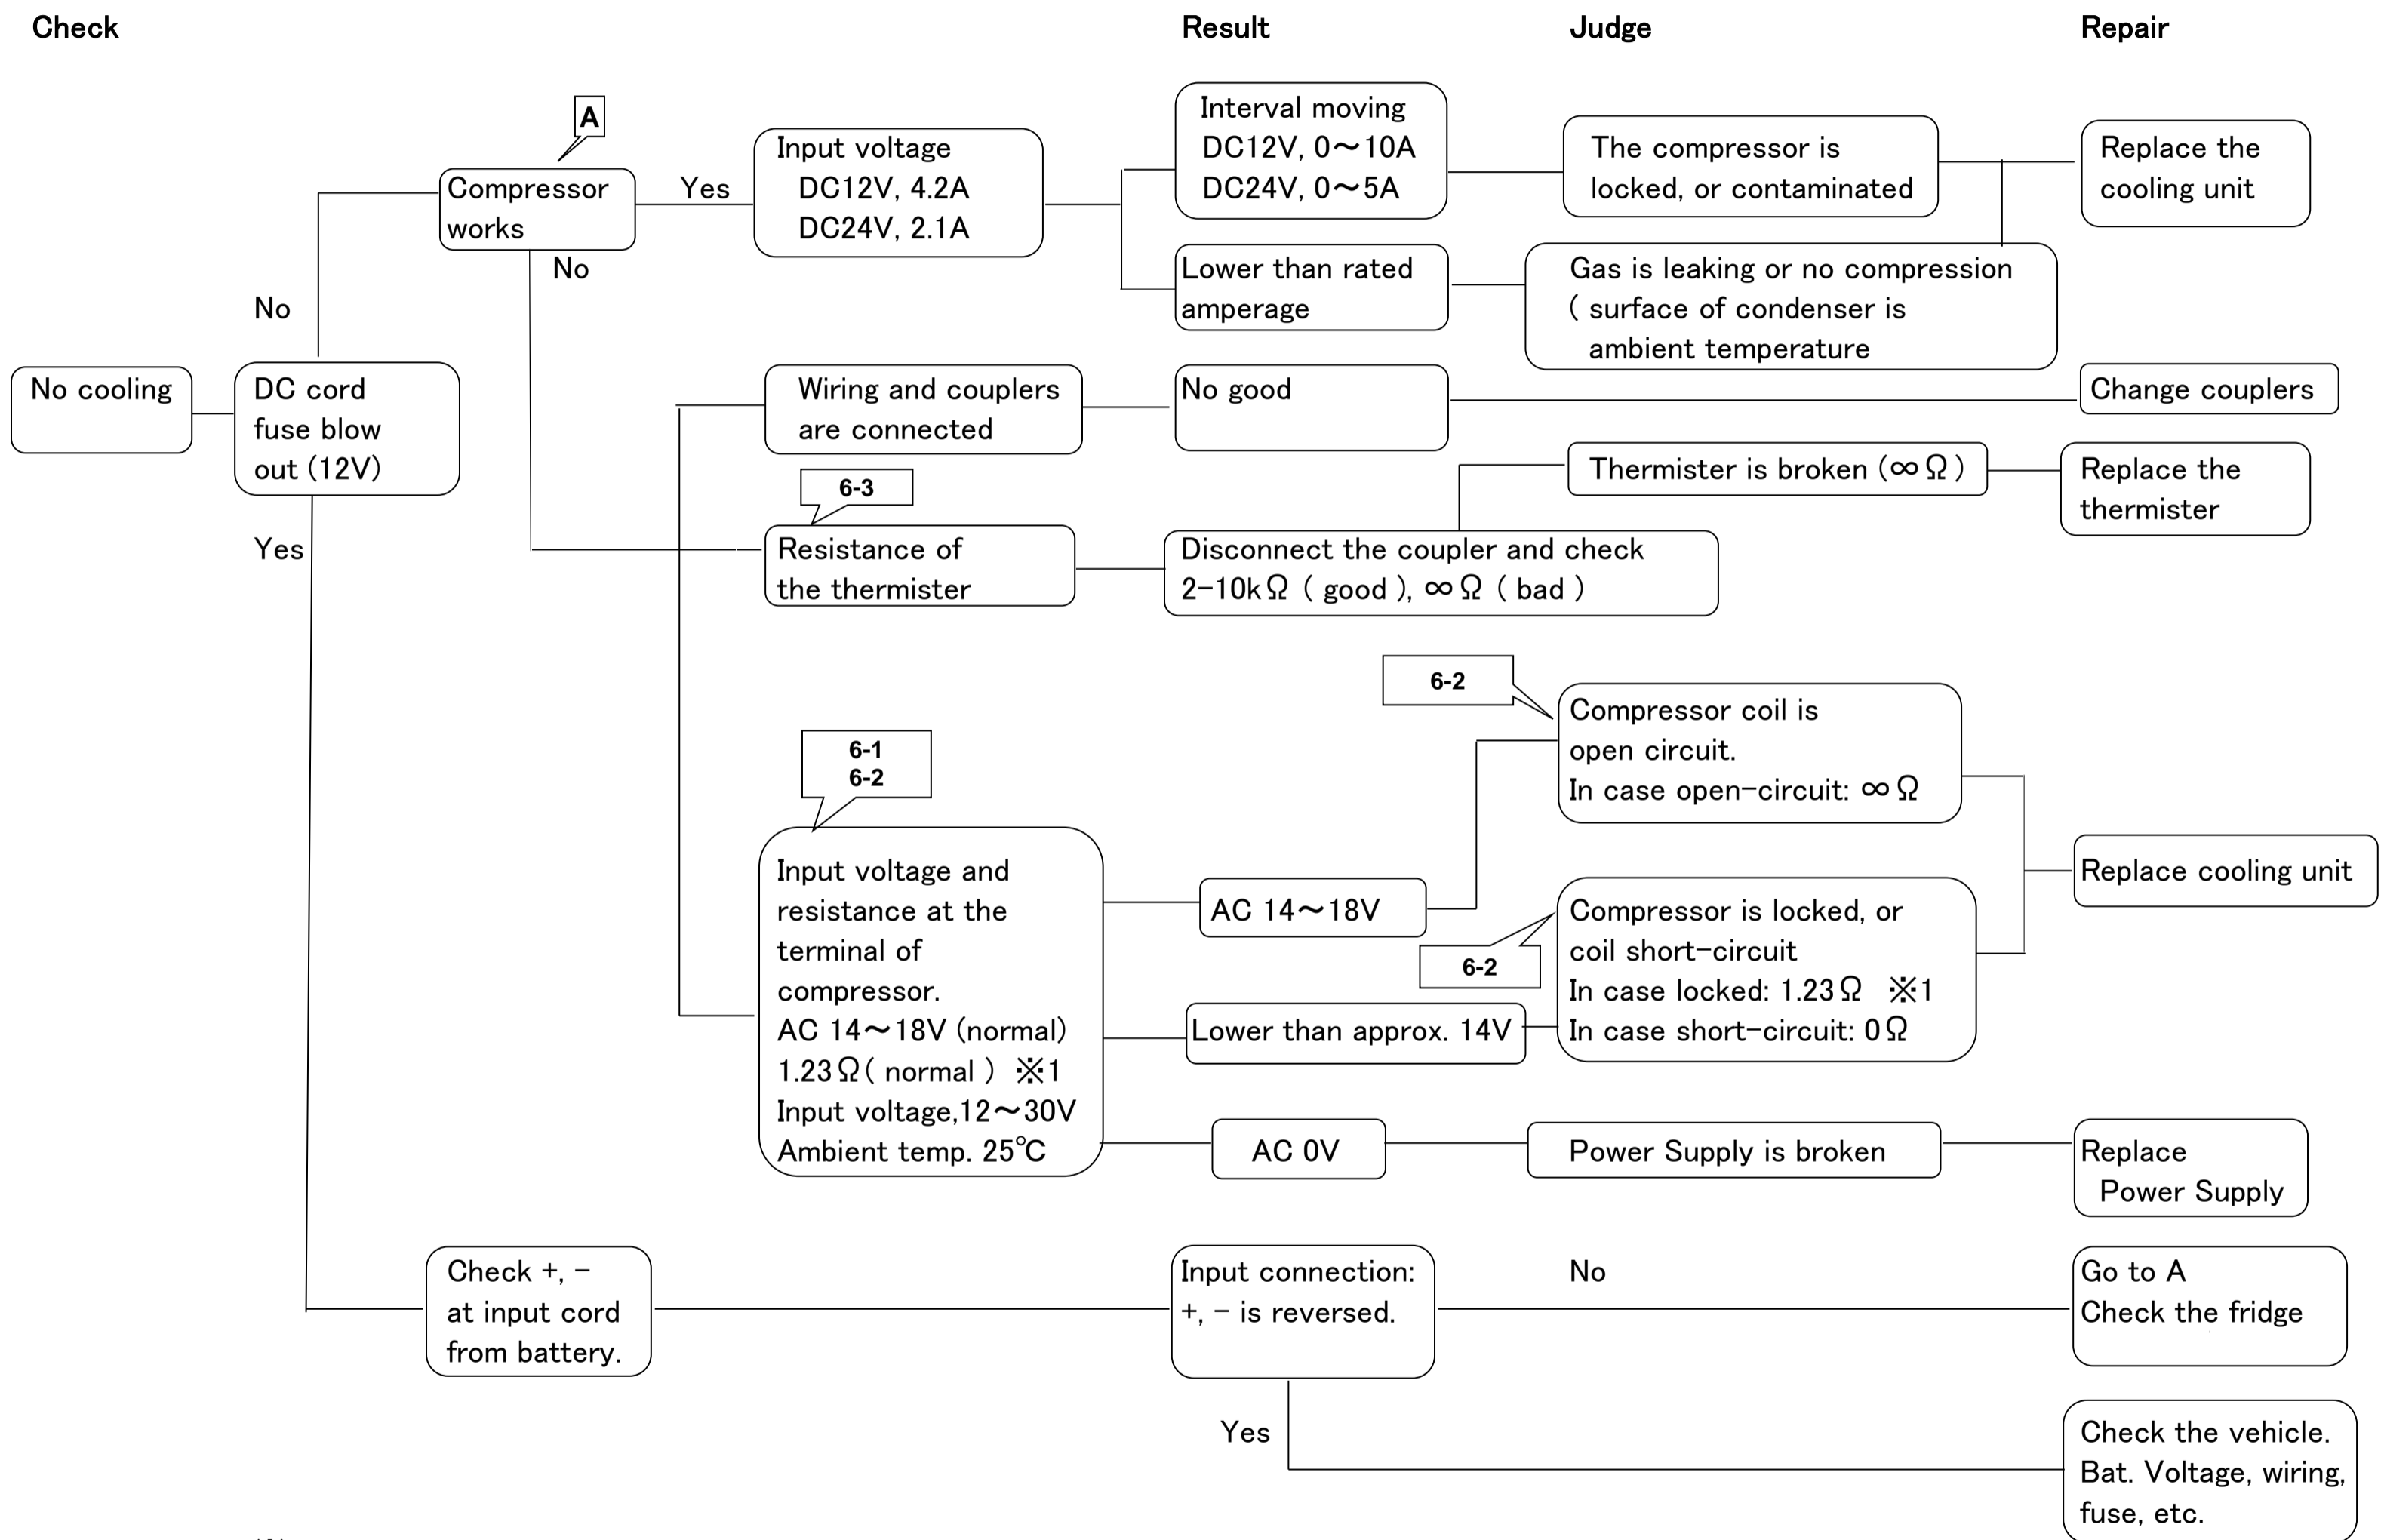 Check
Result
Judge
Repair
A
Compressor
works
Yes
No
Input voltage
DC12V, 4.2A
DC24V, 2.1A
Interval moving
DC12V, 0～10A
DC24V, 0～5A
The compressor is
locked, or contaminated
Replace the
cooling unit
Lower than rated
amperage
Gas is leaking or no compression
( surface of condenser is
ambient temperature
No
No cooling
DC cord
fuse blow
out (12V)
Yes
Wiring and couplers
are connected
No good
Change couplers
6-3
Resistance of
the thermister
Disconnect the coupler and check
2-10kΩ ( good ), ∞Ω ( bad )
Thermister is broken (∞Ω)
Replace the
thermister
6-1
6-2
Input voltage and
resistance at the
terminal of
compressor.
AC 14～18V (normal)
1.23Ω( normal ) ※1
Input voltage,12～30V
Ambient temp. 25℃
AC 14～18V
6-2
Compressor coil is
open circuit.
In case open-circuit: ∞Ω
Lower than approx. 14V
6-2
Compressor is locked, or
coil short-circuit
In case locked: 1.23Ω ※1
In case short-circuit: 0Ω
Replace cooling unit
AC 0V
Power Supply is broken
Replace
Power Supply
Check +, -
at input cord
from battery.
Input connection:
+, - is reversed.
No
Go to A
Check the fridge
Yes
Check the vehicle.
Bat. Voltage, wiring,
fuse, etc.